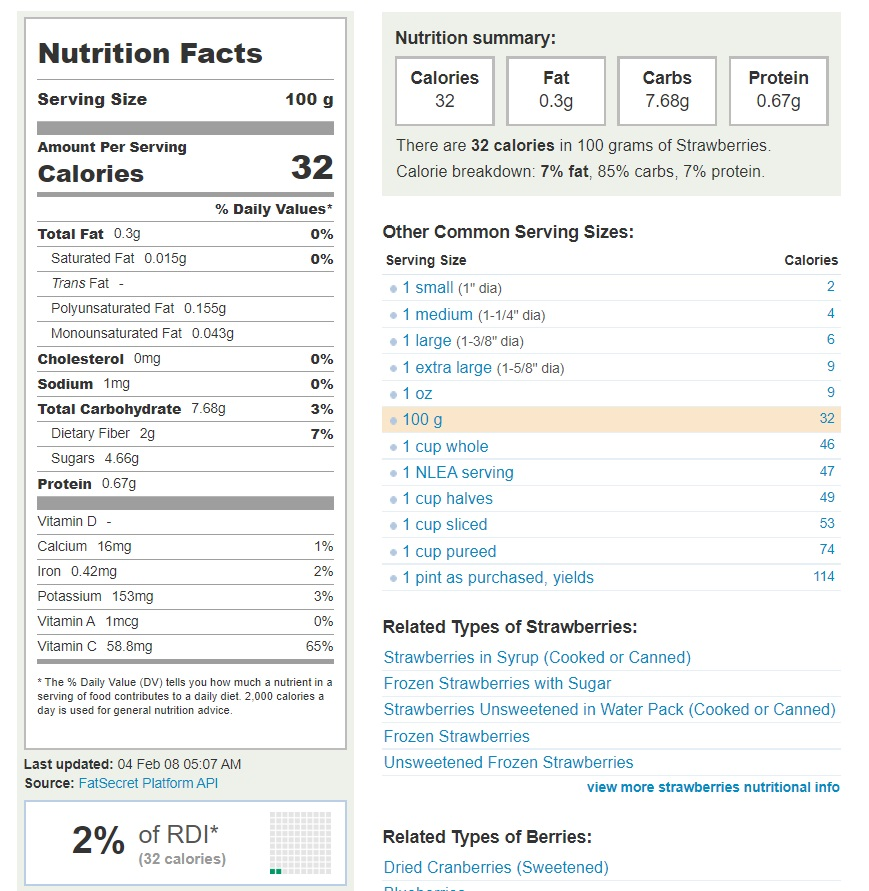 Nutrition Facts
Serving Size 100 g
Amount Per Serving
Calories 32
% Daily Values*
Total Fat 0.3g 0%
Saturated Fat 0.015g 0%
Trans Fat -
Polyunsaturated Fat 0.155g
Monounsaturated Fat 0.043g
Cholesterol 0mg 0%
Sodium 1mg 0%
Total Carbohydrate 7.68g 3%
Dietary Fiber 2g 7%
Sugars 4.66g
Protein 0.67g
Vitamin D -
Calcium 16mg 1%
Iron 0.42mg 2%
Potassium 153mg 3%
Vitamin A 1mcg 0%
Vitamin C 58.8mg 65%
* The % Daily Value (DV) tells you how much a nutrient in a
serving of food contributes to a daily diet. 2,000 calories a
day is used for general nutrition advice.
Last updated: 04 Feb 08 05:07 AM
Source: FatSecret Platform API
2% of RDI*
(32 calories)
Nutrition summary:
Calories Fat Carbs Protein
32 0.3g 7.68g 0.67g
There are 32 calories in 100 grams of Strawberries.
Calorie breakdown: 7% fat, 85% carbs, 7% protein.
Other Common Serving Sizes:
Serving Size Calories
1 small (1" dia) 2
1 medium (1-1/4" dia) 4
1 large (1-3/8" dia) 6
1 extra large (1-5/8" dia) 9
1 oz 9
100 g 32
1 cup whole 46
1 NLEA serving 47
1 cup halves 49
1 cup sliced 53
1 cup pureed 74
1 pint as purchased, yields 114
Related Types of Strawberries:
Strawberries in Syrup (Cooked or Canned)
Frozen Strawberries with Sugar
Strawberries Unsweetened in Water Pack (Cooked or Canned)
Frozen Strawberries
Unsweetened Frozen Strawberries
view more strawberries nutritional info
Related Types of Berries:
Dried Cranberries (Sweetened)